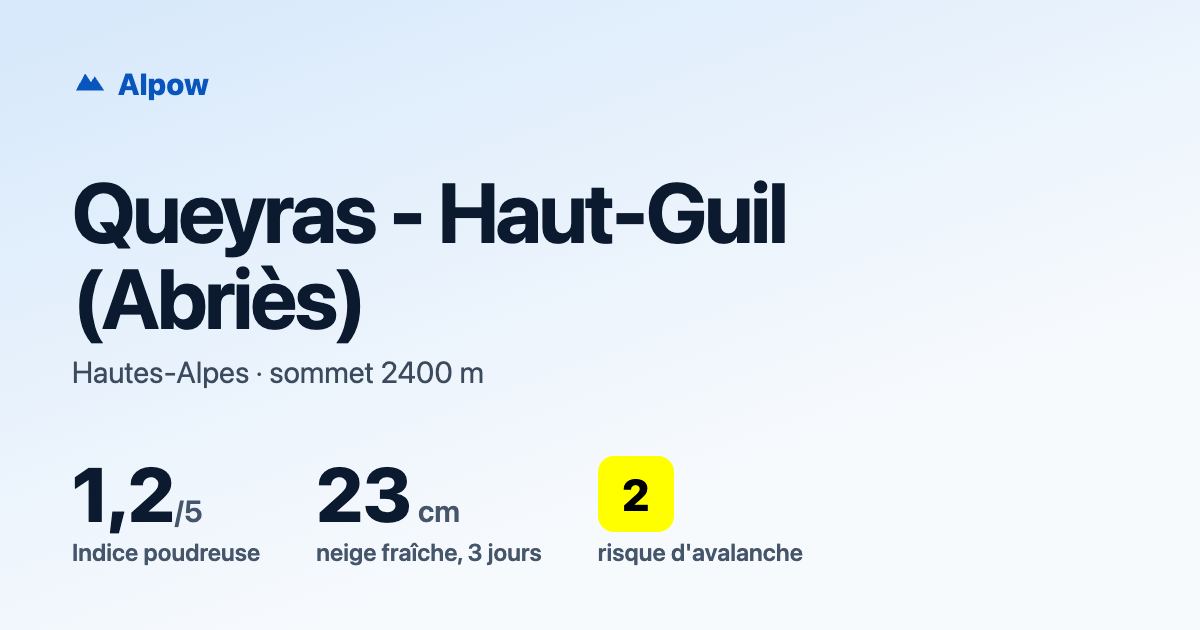 Alpow
Queyras - Haut-Guil
(Abriès)
Hautes-Alpes · sommet 2400 m
1,2/5
23 cm
2
Indice poudreuse
neige fraîche, 3 jours
risque d'avalanche